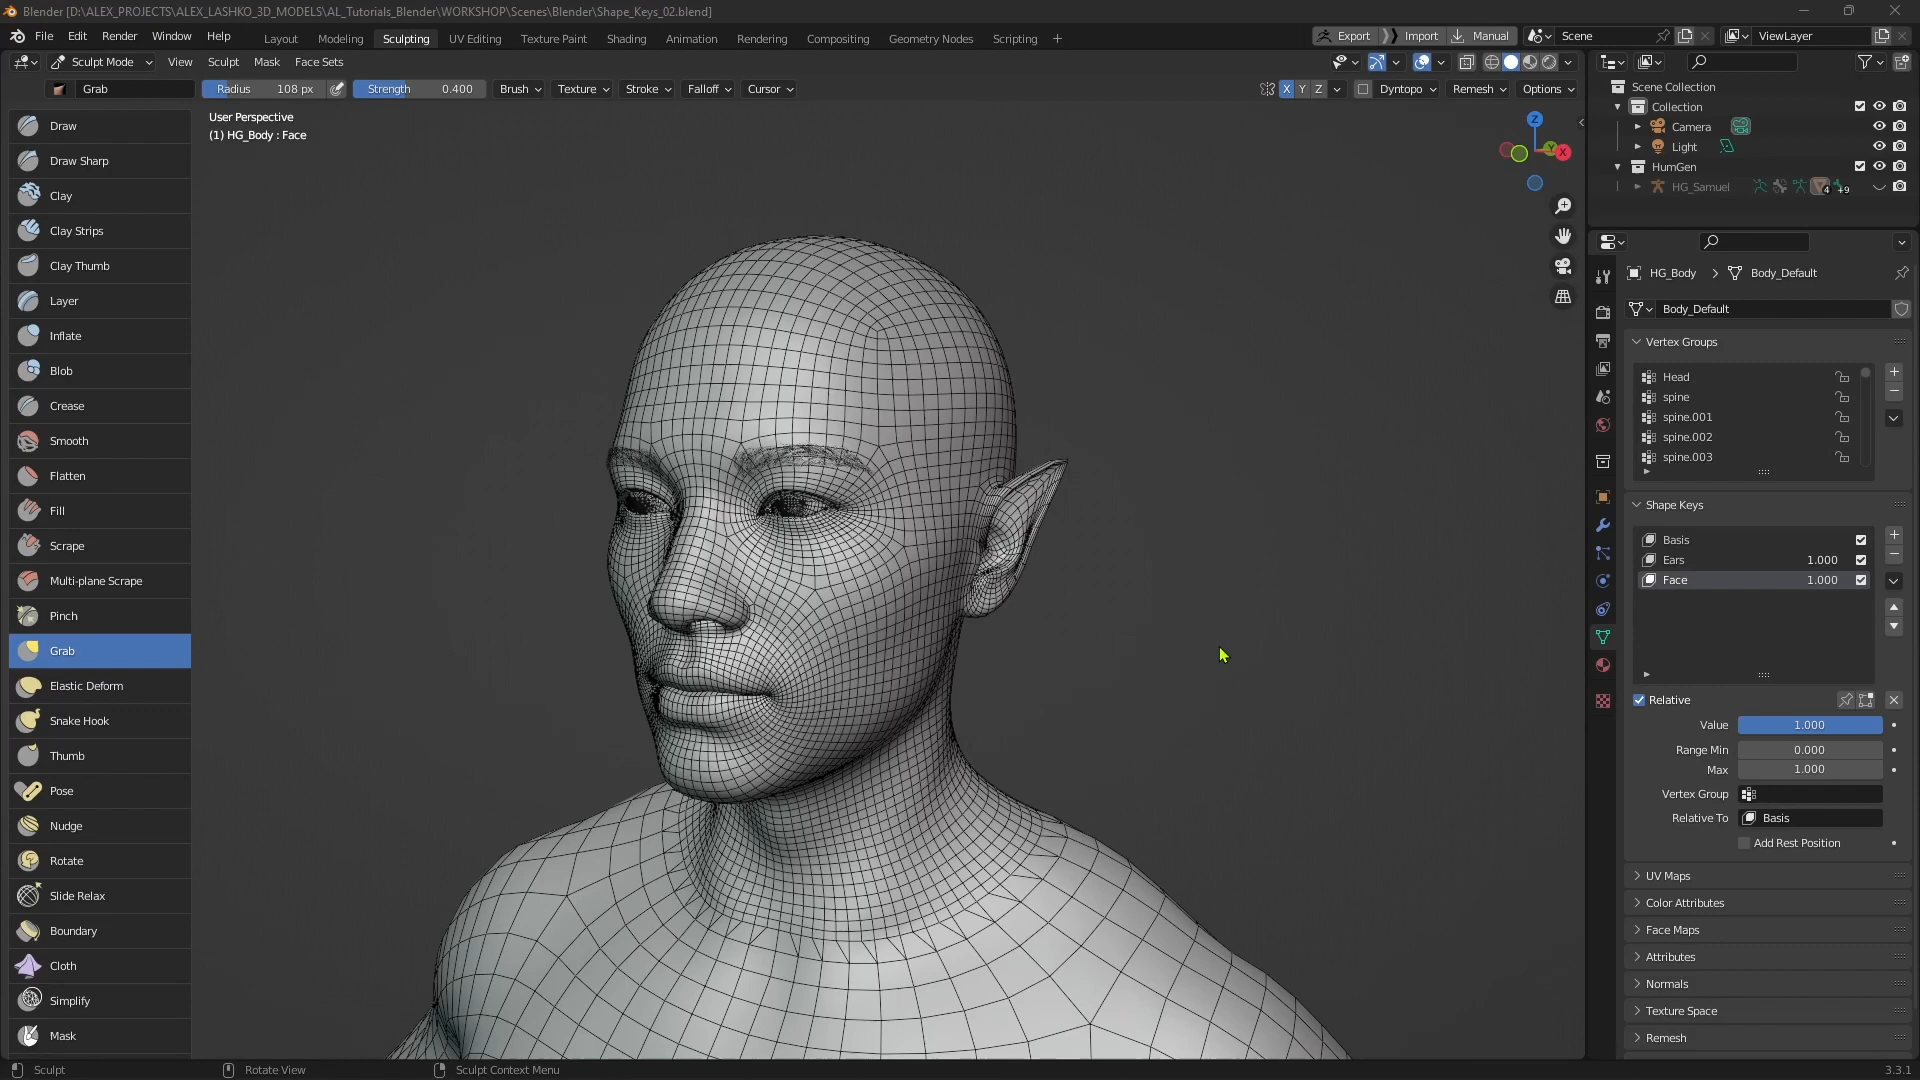 Blender [D:\ALEX_PROJECTS\ALEX_LASHKO_3D_MODELS\AL_Tutorials_Blender\WORKSHOP\Scenes\Blender\Shape_Keys_02.blend]
File Edit Render Window Help Layout Modeling Sculpting UV Editing Texture Paint Shading Animation Rendering Compositing Geometry Nodes Scripting + Export Import Manual Scene ViewLayer
Sculpt Mode View Sculpt Mask Face Sets
Grab Radius 108 px Strength 0.400 Brush Texture Stroke Falloff Cursor X Y Z Dyntopo Remesh Options
User Perspective
(1) HG_Body : Face
Draw
Draw Sharp
Clay
Clay Strips
Clay Thumb
Layer
Inflate
Blob
Crease
Smooth
Flatten
Fill
Scrape
Multi-plane Scrape
Pinch
Grab
Elastic Deform
Snake Hook
Thumb
Pose
Nudge
Rotate
Slide Relax
Boundary
Cloth
Simplify
Mask
Z
Y
X
Scene Collection
Collection
Camera
Light
HumGen
HG_Samuel 4 +9
HG_Body > Body_Default
Body_Default
Vertex Groups
Head
spine
spine.001
spine.002
spine.003
Shape Keys
Basis
Ears 1.000
Face 1.000
Relative
Value 1.000
Range Min 0.000
Max 1.000
Vertex Group
Relative To Basis
Add Rest Position
UV Maps
Color Attributes
Face Maps
Attributes
Normals
Texture Space
Remesh
Sculpt Rotate View Sculpt Context Menu 3.3.1